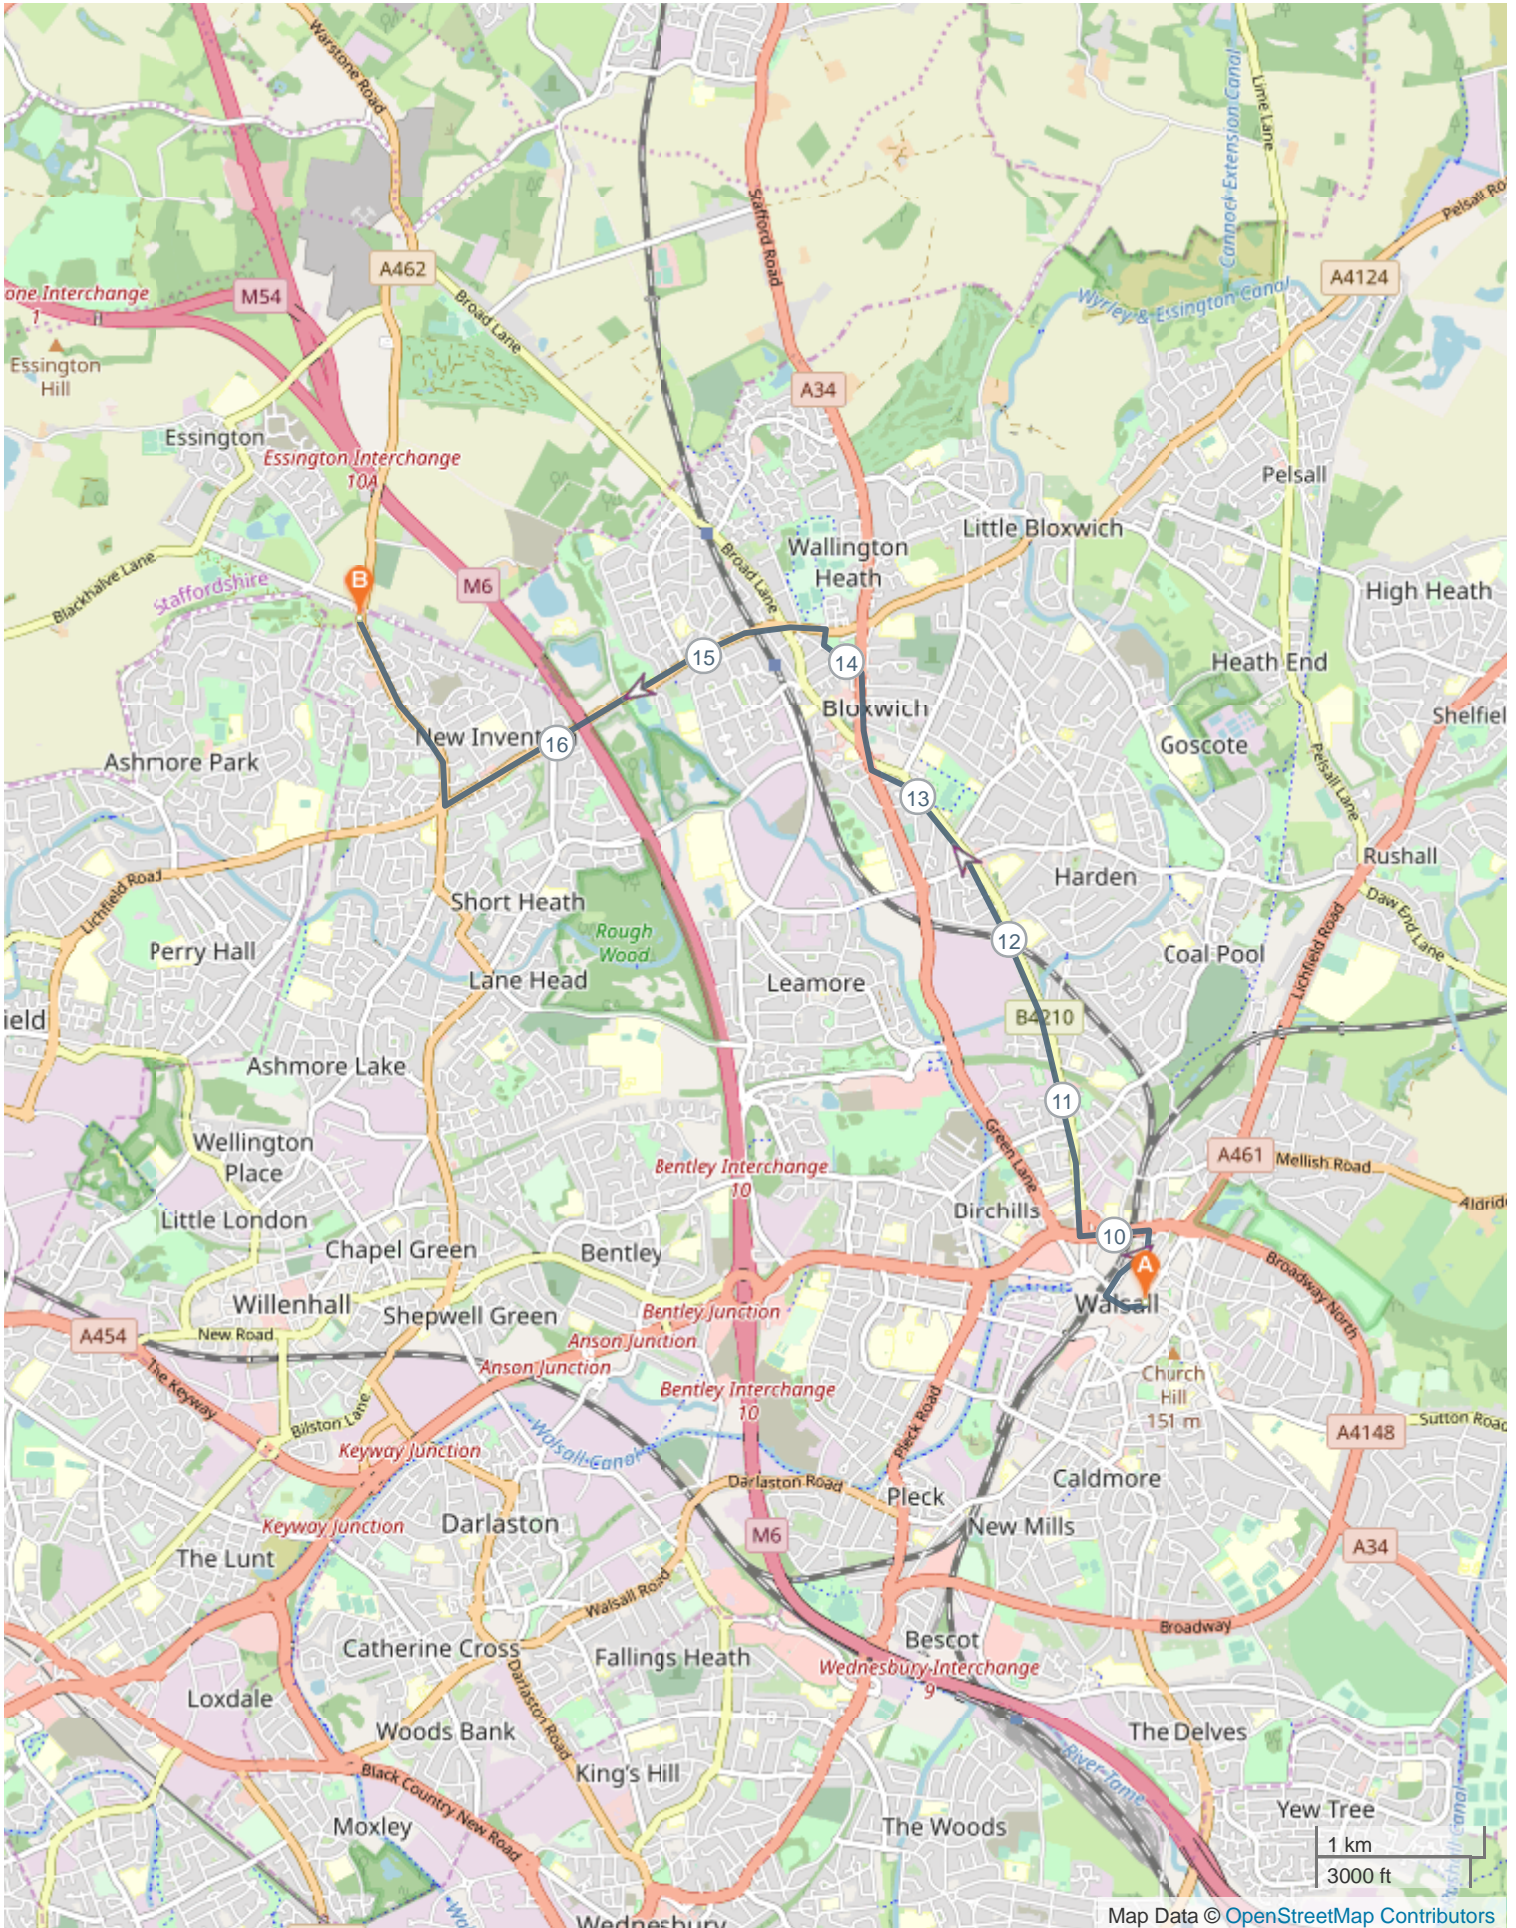 Warstone Road
Lime Lane
Cannock Extension Canal
Pelsall Ro
Stafford Road
A462
A4124
one Interchange
1
M54
Broad Lane
Wyrley & Essington Canal
Essington
Hill
A34
Essington
Essington Interchange
10A
Pelsall
Little Bloxwich
Wallington
Heath
Broad Lane
Blackhalve Lane
Staffordshire
B
M6
High Heath
15
14
Heath End
Bloxwich
Shelfiel
New Invent
16
Goscote
Ashmore Park
Pelsall Lane
13
Rushall
Lichfield Road
Short Heath
Harden
Daw End Lane
Rough
Wood
12
Perry Hall
Coal Pool
Lichfield Road
Lane Head
Leamore
ield
B4210
Ashmore Lake
11
Wellington
Place
Green Lane
A461
Mellish Road
Bentley Interchange
10
Aldrid
Little London
Birchills
10
Chapel Green
Bentley
A
Broadway North
Willenhall
Walsall
Shepwell Green
Bentley Junction
A454
New Road
Anson Junction
Anson Junction
The Keyway
Church
Hill
151 m
Bentley Interchange
10
Bilston Lane
Pleck Road
Sutton Road
A4148
Walsall Canal
Keyway Junction
Caldmore
Darlaston Road
Pleck
Keyway Junction
Darlaston
New Mills
M6
A34
The Lunt
Walsall Road
Broadway
Catherine Cross
Fallings Heath
Bescot
Wednesbury Interchange
9
Darlaston Road
Loxdale
Woods Bank
The Delves
River Tame
King's Hill
Black Country New Road
Moxley
The Woods
Yew Tree
1 km
3000 ft
Wednesbury
Map Data © OpenStreetMap Contributors